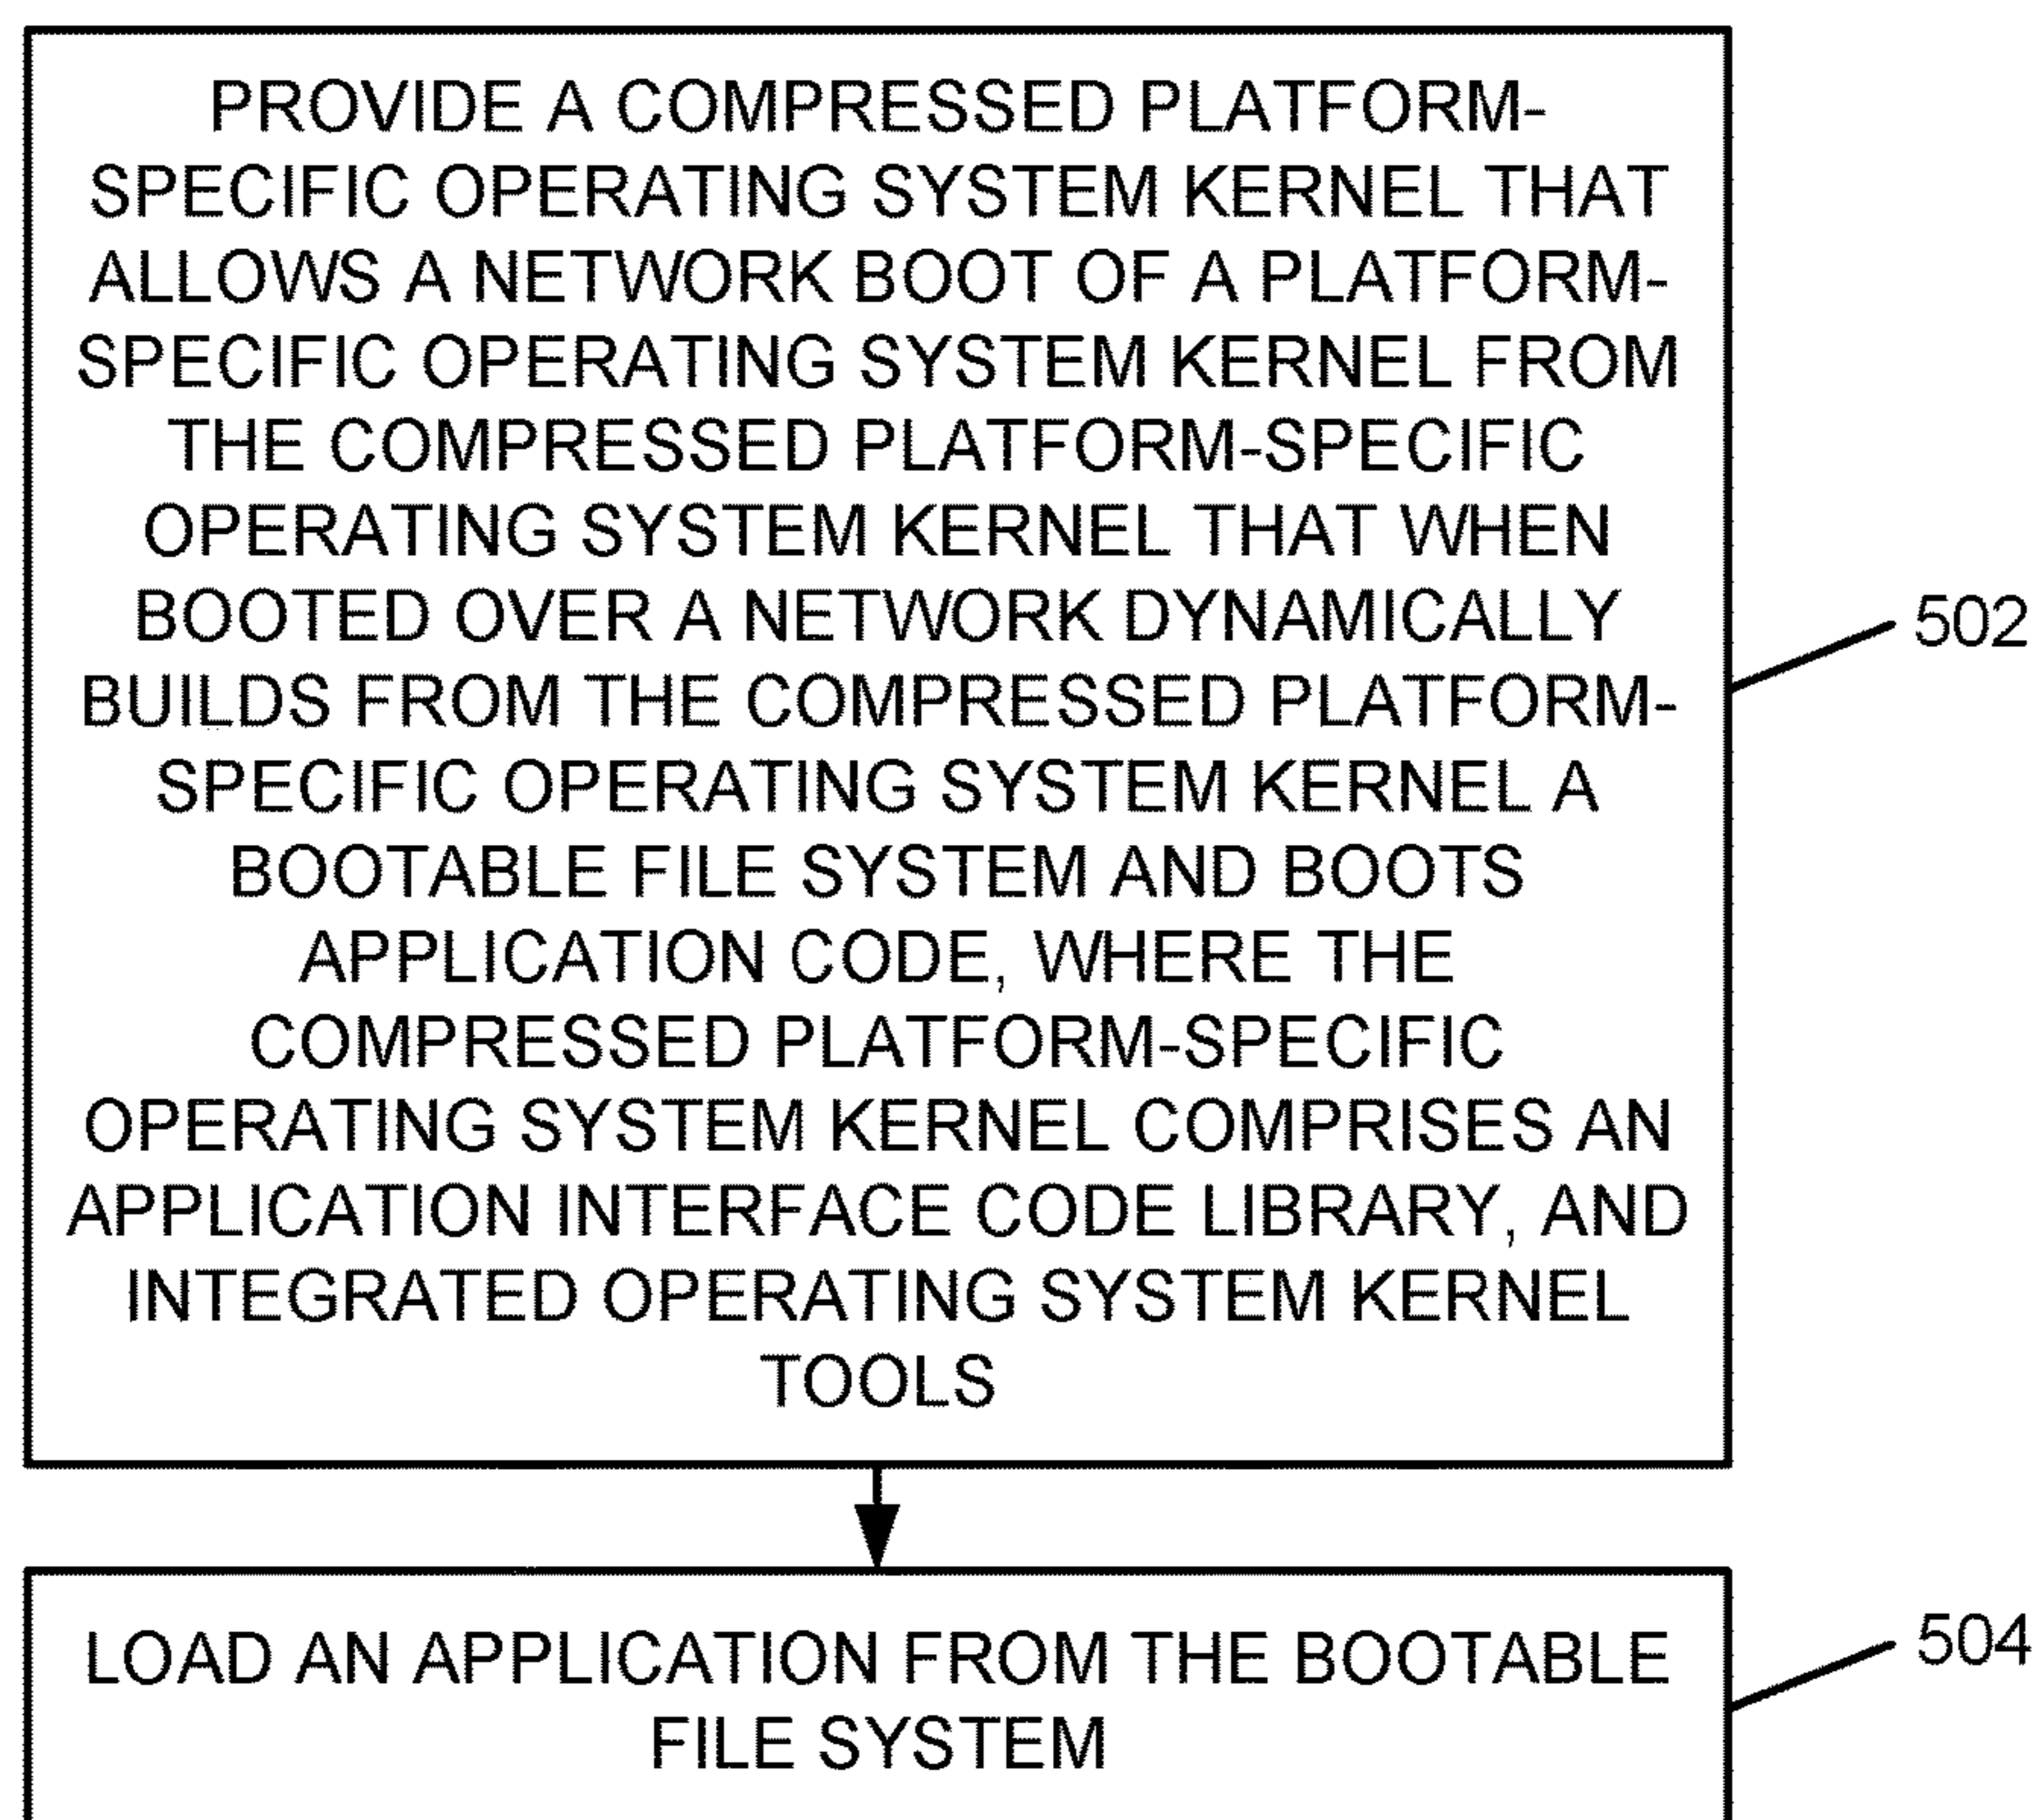 PROVIDE A COMPRESSED PLATFORM-
SPECIFIC OPERATING SYSTEM KERNEL THAT
ALLOWS A NETWORK BOOT OF A PLATFORM-
SPECIFIC OPERATING SYSTEM KERNEL FROM
THE COMPRESSED PLATFORM-SPECIFIC
OPERATING SYSTEM KERNEL THAT WHEN
BOOTED OVER A NETWORK DYNAMICALLY
BUILDS FROM THE COMPRESSED PLATFORM-
SPECIFIC OPERATING SYSTEM KERNEL A
BOOTABLE FILE SYSTEM AND BOOTS
APPLICATION CODE, WHERE THE
COMPRESSED PLATFORM-SPECIFIC
OPERATING SYSTEM KERNEL COMPRISES AN
APPLICATION INTERFACE CODE LIBRARY, AND
INTEGRATED OPERATING SYSTEM KERNEL
TOOLS
502
LOAD AN APPLICATION FROM THE BOOTABLE
FILE SYSTEM
504